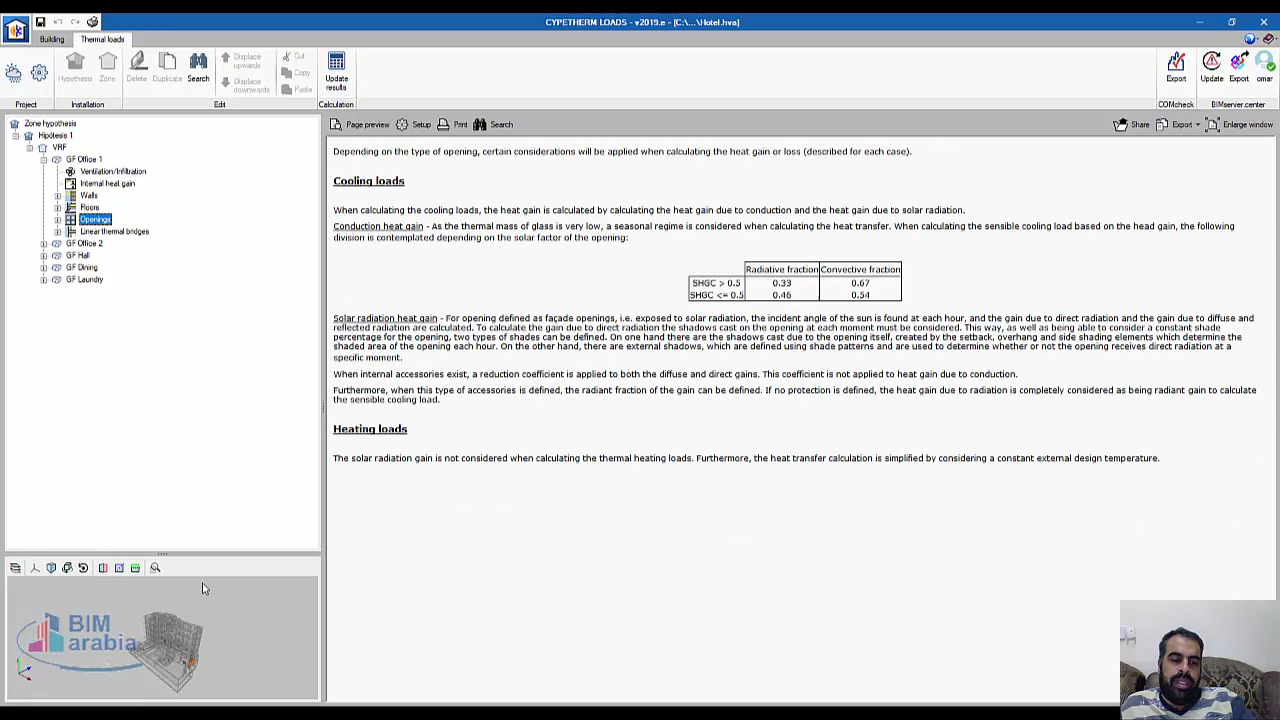 CYPETHERM LOADS - v2019.e - [C:\...\Hotel.hva]
Building Thermal loads
Hypothesis Zone Delete Duplicate Search Displace upwards Displace downwards Cut Copy Paste Update results Export Update Export omar
Project Installation Edit Calculation COMcheck BIMserver.center
Zone hypothesis
Hipótesis 1
VRF
GF Office 1
Ventilation/Infiltration
Internal heat gain
Walls
Floors
Openings
Linear thermal bridges
GF Office 2
GF Hall
GF Dining
GF Laundry
Page preview Setup Print Search Share Export Enlarge window
Depending on the type of opening, certain considerations will be applied when calculating the heat gain or loss (described for each case).
Cooling loads
When calculating the cooling loads, the heat gain is calculated by calculating the heat gain due to conduction and the heat gain due to solar radiation.
Conduction heat gain - As the thermal mass of glass is very low, a seasonal regime is considered when calculating the heat transfer. When calculating the sensible cooling load based on the head gain, the following
division is contemplated depending on the solar factor of the opening:
Radiative fraction Convective fraction
SHGC > 0.5 0.33 0.67
SHGC <= 0.5 0.46 0.54
Solar radiation heat gain - For opening defined as façade openings, i.e. exposed to solar radiation, the incident angle of the sun is found at each hour, and the gain due to direct radiation and the gain due to diffuse and
reflected radiation are calculated. To calculate the gain due to direct radiation the shadows cast on the opening at each moment must be considered. This way, as well as being able to consider a constant shade
percentage for the opening, two types of shades can be defined. On one hand there are the shadows cast due to the opening itself, created by the setback, overhang and side shading elements which determine the
shaded area of the opening each hour. On the other hand, there are external shadows, which are defined using shade patterns and are used to determine whether or not the opening receives direct radiation at a
specific moment.
When internal accessories exist, a reduction coefficient is applied to both the diffuse and direct gains. This coefficient is not applied to heat gain due to conduction.
Furthermore, when this type of accessories is defined, the radiant fraction of the gain can be defined. If no protection is defined, the heat gain due to radiation is completely considered as being radiant gain to calculate
the sensible cooling load.
Heating loads
The solar radiation gain is not considered when calculating the thermal heating loads. Furthermore, the heat transfer calculation is simplified by considering a constant external design temperature.
BIM
arabia